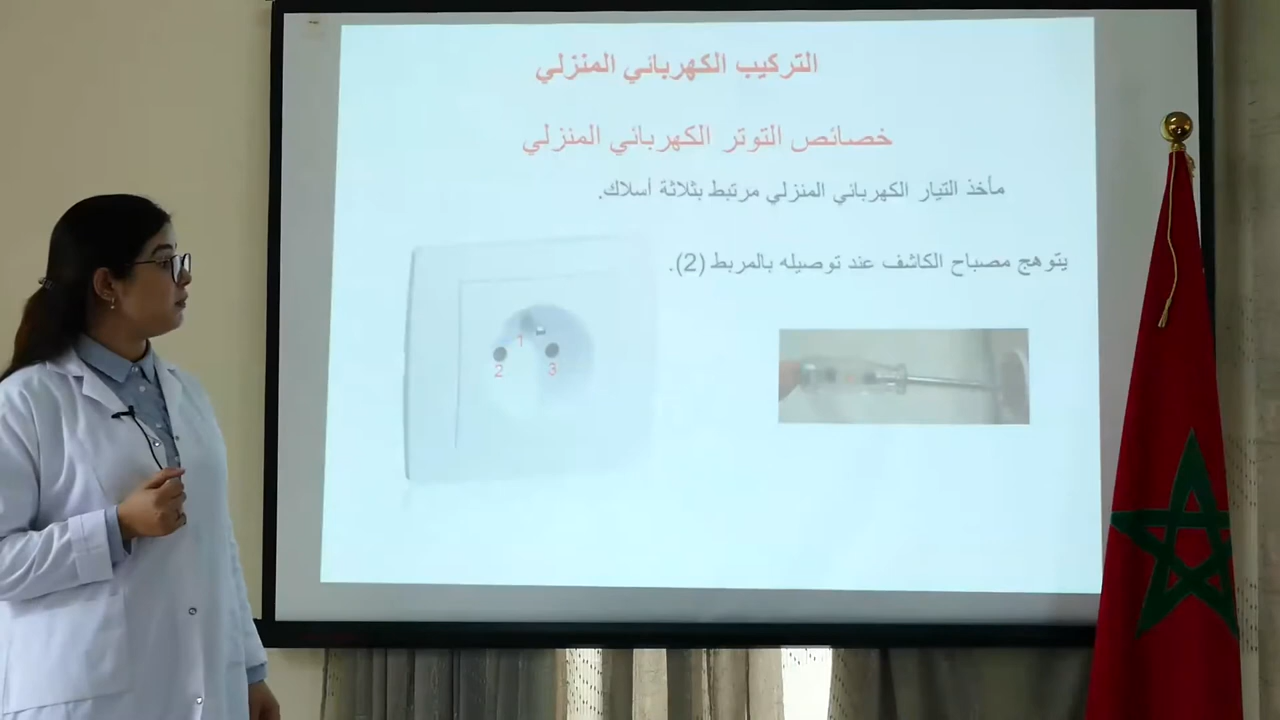 التركيب الكهربائي المنزلي
خصائص التوتر الكهربائي المنزلي
مأخذ التيار الكهربائي المنزلي مرتبط بثلاثة أسلاك.
يتوهج مصباح الكاشف عند توصيله بالمربط (2).
1
2
3